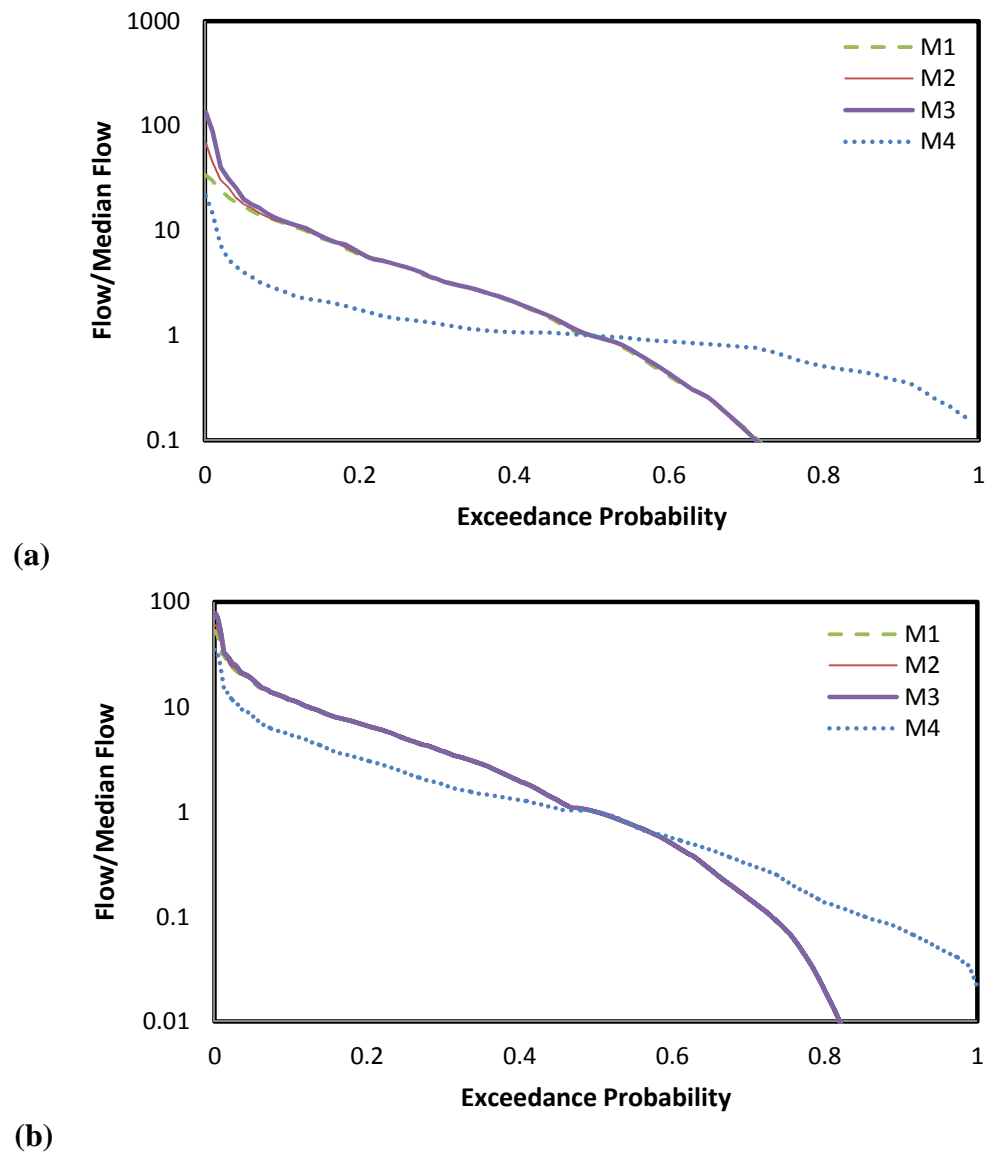 1000
100
10
1
0.1
Flow/Median Flow
M1
M2
M3
M4
0 0.2 0.4 0.6 0.8 1
Exceedance Probability
(a)
100
10
1
0.1
0.01
Flow/Median Flow
M1
M2
M3
M4
0 0.2 0.4 0.6 0.8 1
Exceedance Probability
(b)